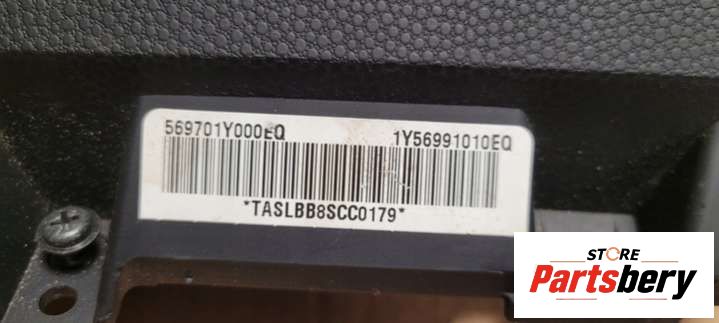 569701Y000EQ 1Y56991010EQ
*TASLBB8SCC0179*
STORE
Partsbery